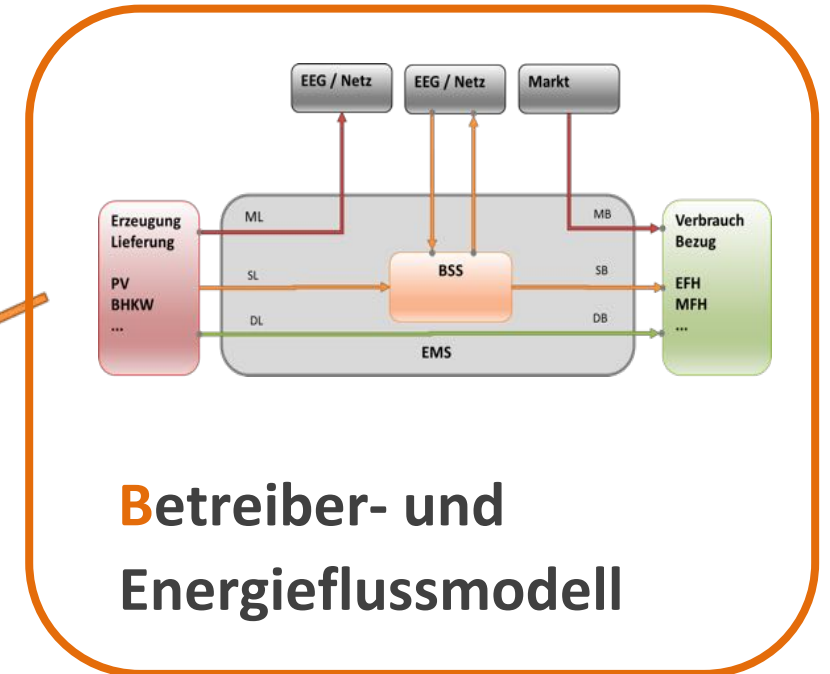 EEG / Netz
EEG / Netz
Markt
Erzeugung
Lieferung
PV
BHKW
...
ML
MB
SL
BSS
SB
DL
DB
EMS
Verbrauch
Bezug
EFH
MFH
...
Betreiber- und
Energieflussmodell